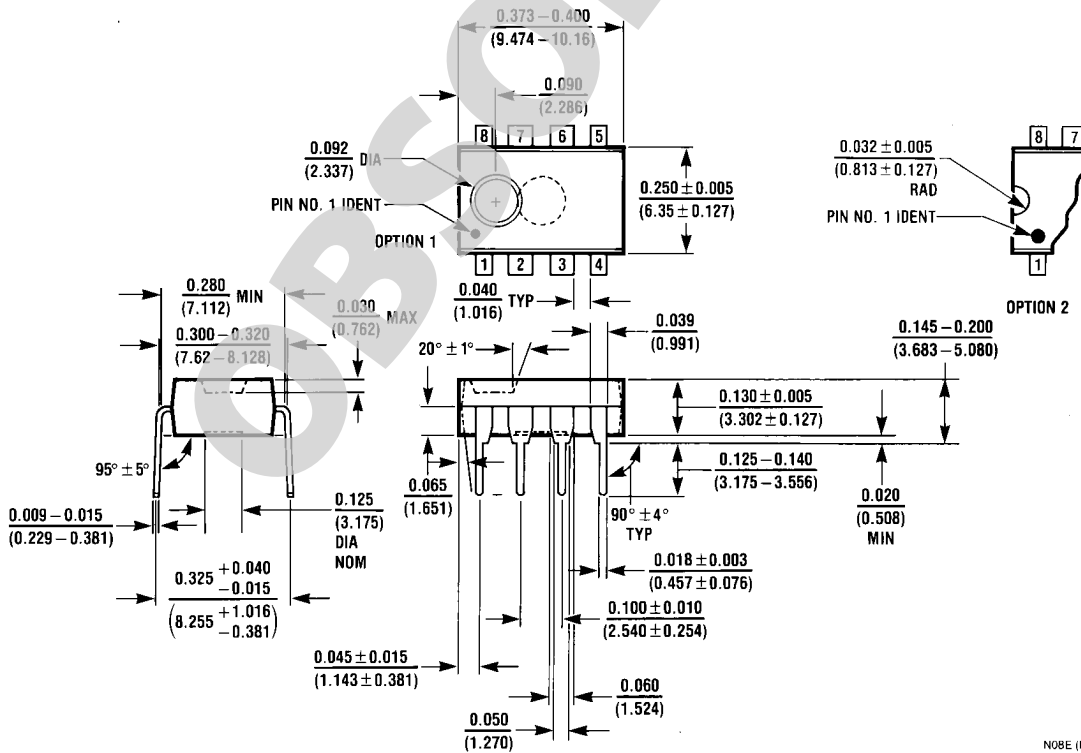 OBSO
0.373 – 0.400
(9.474 – 10.16)
0.090
(2.286)
8 7 6 5
0.092 DIA
(2.337)
PIN NO. 1 IDENT
OPTION 1
1 2 3 4
0.250 ± 0.005
(6.35 ± 0.127)
8 7
0.032 ± 0.005
(0.813 ± 0.127)
RAD
PIN NO. 1 IDENT
1
OPTION 2
0.280 MIN
(7.112)
0.030 MAX
(0.762)
0.300 – 0.320
(7.62 – 8.128)
0.040 TYP
(1.016)
0.039
(0.991)
0.145 – 0.200
(3.683 – 5.080)
20° ± 1°
0.130 ± 0.005
(3.302 ± 0.127)
95° ± 5°
0.065
(1.651)
0.125 – 0.140
(3.175 – 3.556)
90° ± 4°
TYP
0.020
(0.508)
MIN
0.009 – 0.015
(0.229 – 0.381)
0.125
(3.175)
DIA
NOM
0.018 ± 0.003
(0.457 ± 0.076)
0.325 +0.040
–0.015
(8.255 +1.016
–0.381)
0.100 ± 0.010
(2.540 ± 0.254)
0.045 ± 0.015
(1.143 ± 0.381)
0.060
(1.524)
0.050
(1.270)
N08E (